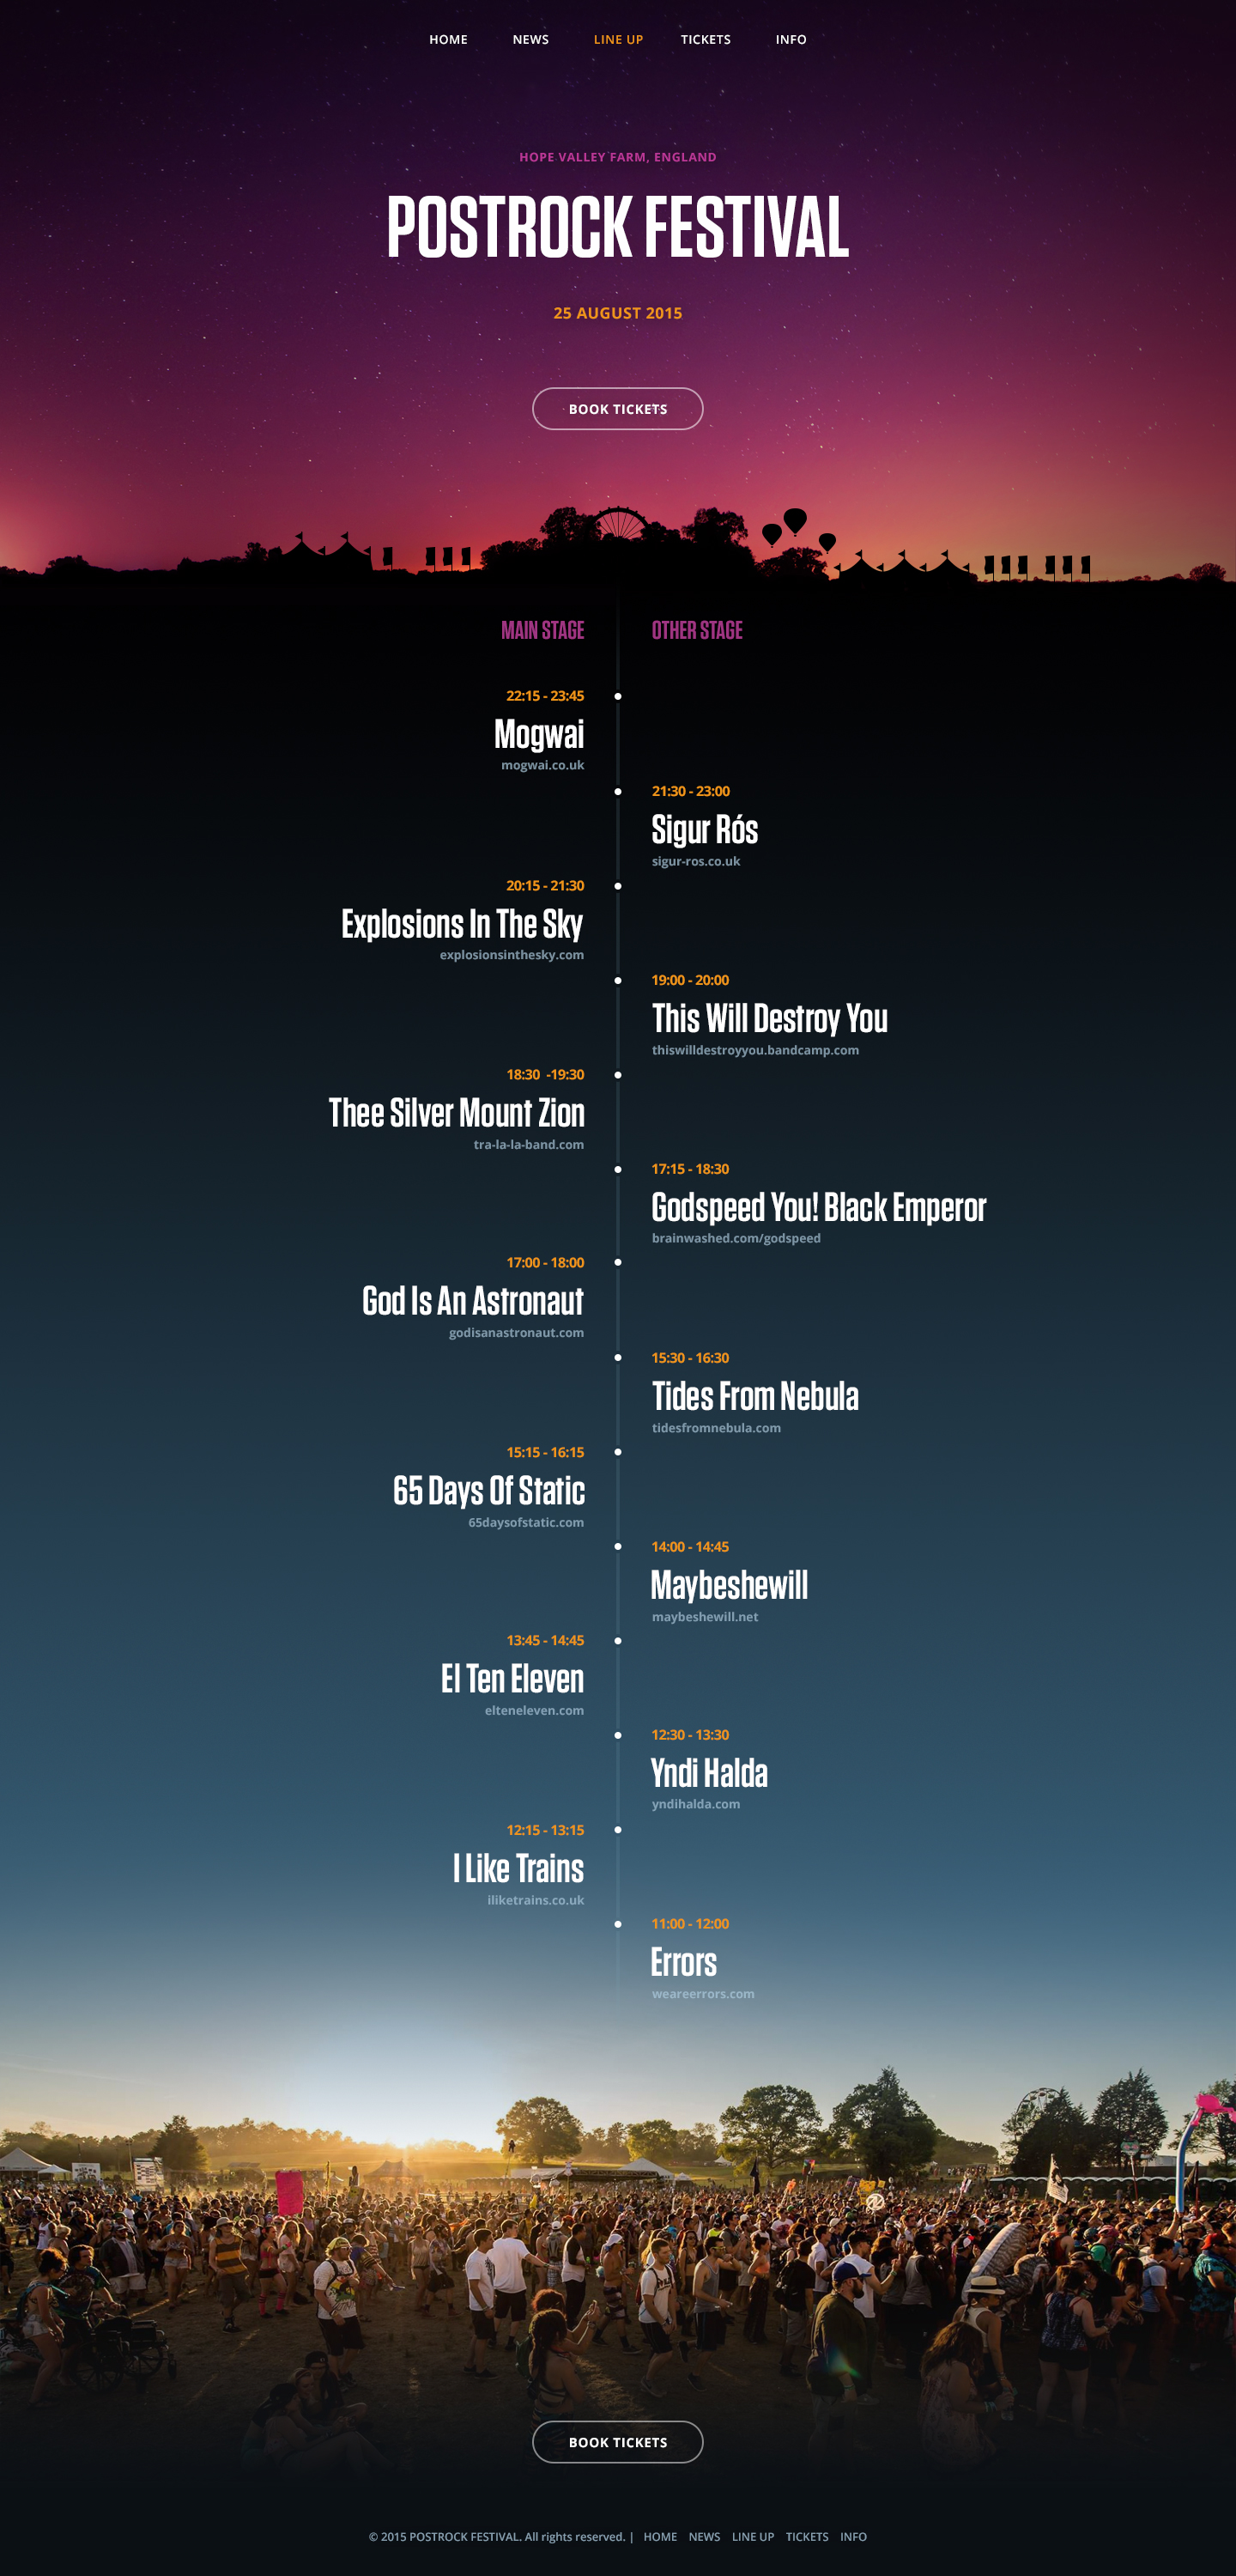 HOME NEWS LINE UP TICKETS INFO
HOPE VALLEY FARM, ENGLAND
POSTROCK FESTIVAL
25 AUGUST 2015
BOOK TICKETS
MAIN STAGE OTHER STAGE
22:15 - 23:45
Mogwai
mogwai.co.uk
21:30 - 23:00
Sigur Rós
sigur-ros.co.uk
20:15 - 21:30
Explosions In The Sky
explosionsinthesky.com
19:00 - 20:00
This Will Destroy You
thiswilldestroyyou.bandcamp.com
18:30 -19:30
Thee Silver Mount Zion
tra-la-la-band.com
17:15 - 18:30
Godspeed You! Black Emperor
brainwashed.com/godspeed
17:00 - 18:00
God Is An Astronaut
godisanastronaut.com
15:30 - 16:30
Tides From Nebula
tidesfromnebula.com
15:15 - 16:15
65 Days Of Static
65daysofstatic.com
14:00 - 14:45
Maybeshewill
maybeshewill.net
13:45 - 14:45
El Ten Eleven
elteneleven.com
12:30 - 13:30
Yndi Halda
yndihalda.com
12:15 - 13:15
I Like Trains
iliketrains.co.uk
11:00 - 12:00
Errors
weareerrors.com
BOOK TICKETS
© 2015 POSTROCK FESTIVAL. All rights reserved. | HOME NEWS LINE UP TICKETS INFO